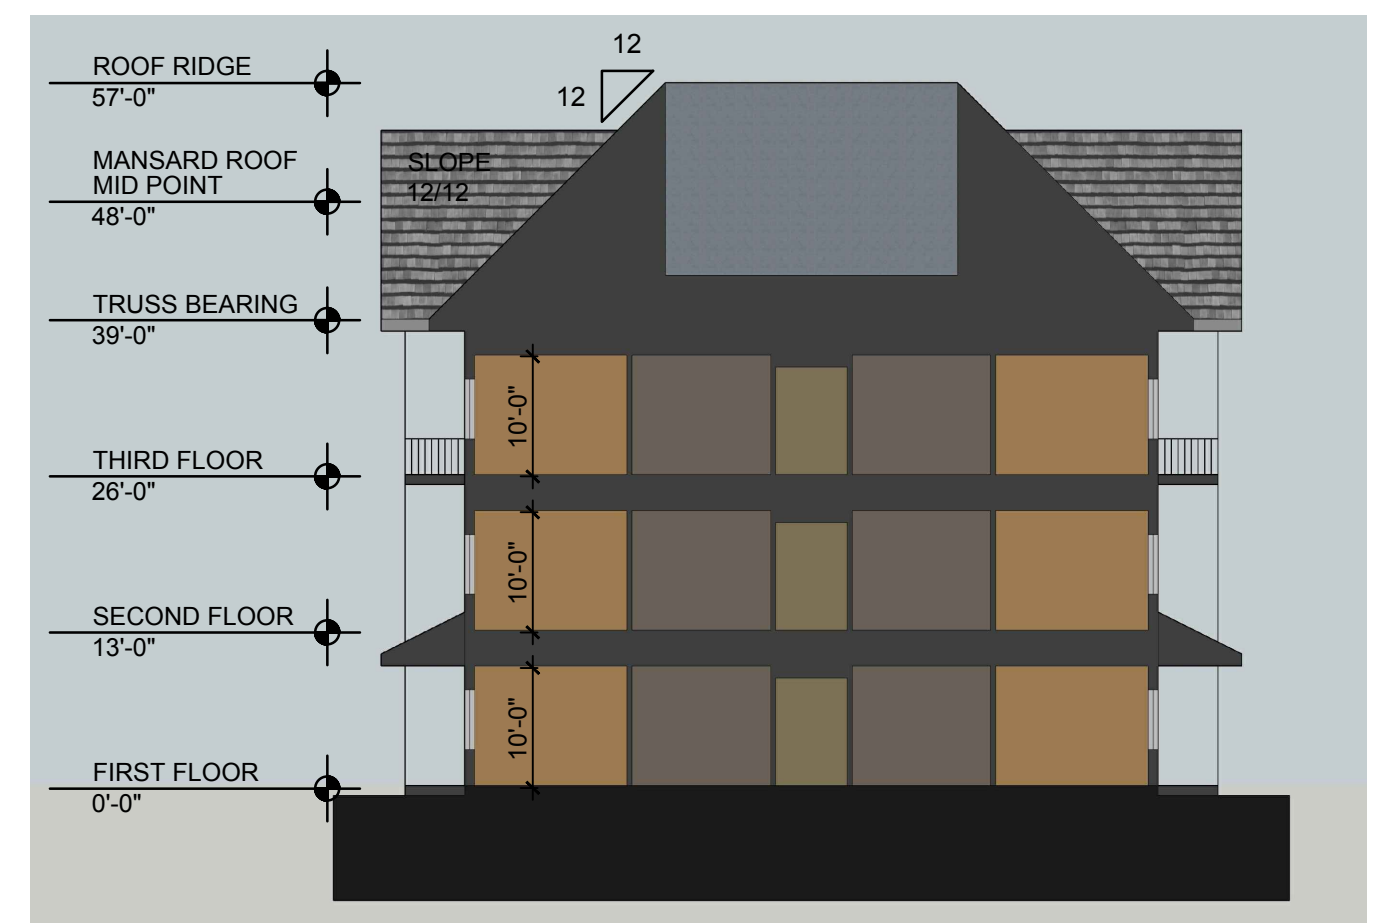 ROOF RIDGE
57'-0"
12
12
MANSARD ROOF
MID POINT
48'-0"
SLOPE
12/12
TRUSS BEARING
39'-0"
10'-0"
THIRD FLOOR
26'-0"
10'-0"
SECOND FLOOR
13'-0"
10'-0"
FIRST FLOOR
0'-0"